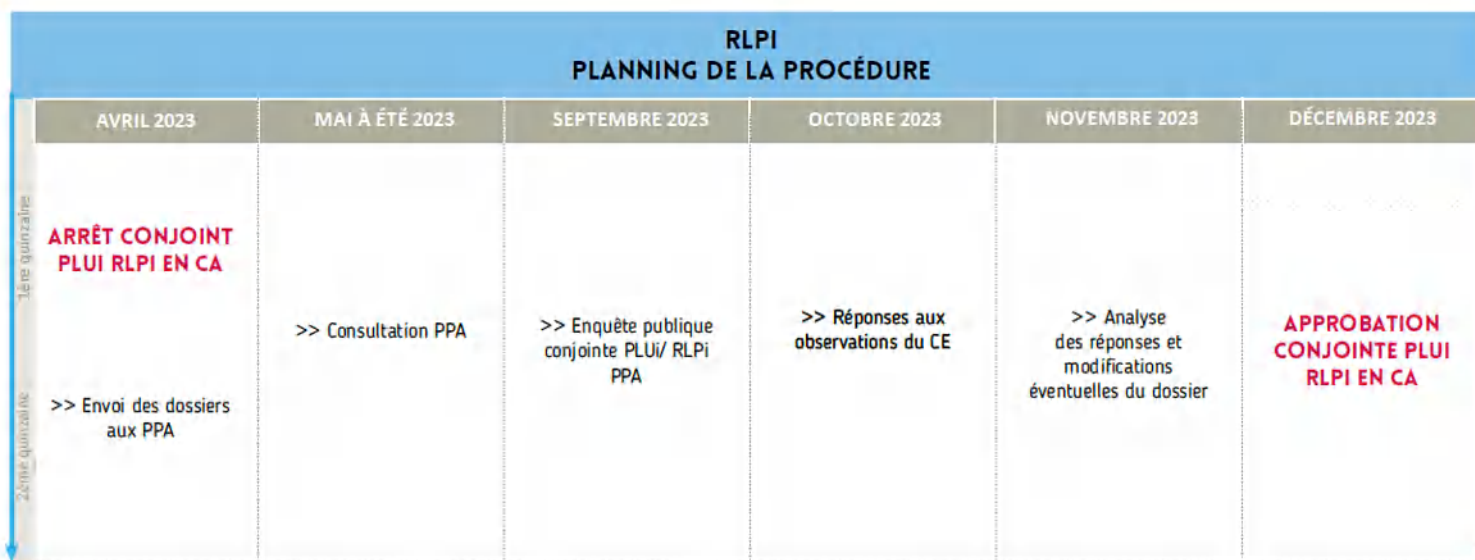 RLPI
PLANNING DE LA PROCÉDURE
AVRIL 2023
MAI À ÉTÉ 2023
SEPTEMBRE 2023
OCTOBRE 2023
NOVEMBRE 2023
DÉCEMBRE 2023
1ère quinzaine
2ème quinzaine
ARRÊT CONJOINT
PLUI RLPI EN CA
>> Envoi des dossiers
aux PPA
>> Consultation PPA
>> Enquête publique
conjointe PLUi/ RLPi
PPA
>> Réponses aux
observations du CE
>> Analyse
des réponses et
modifications
éventuelles du dossier
APPROBATION
CONJOINTE PLUI
RLPI EN CA